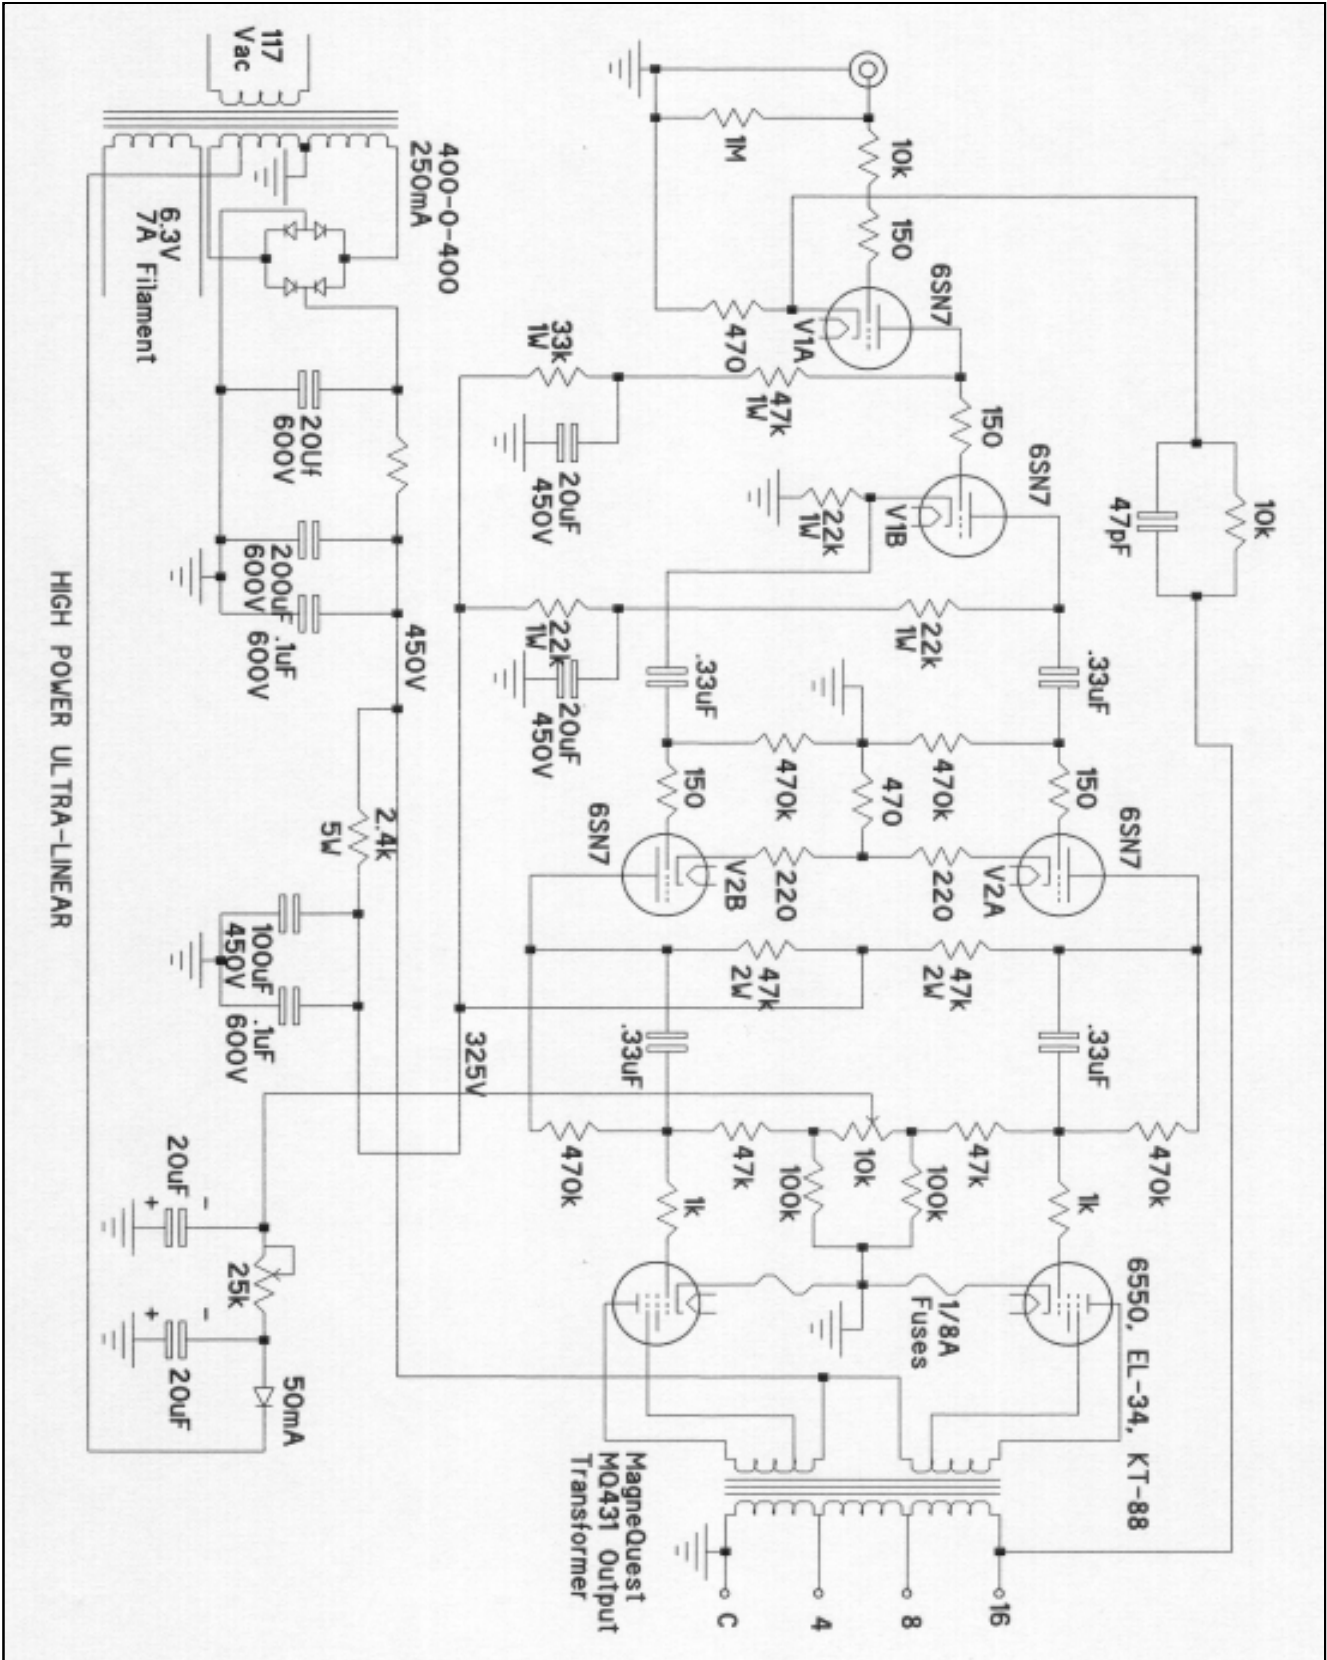 10k
47pF
6SN7
6550, EL-34, KT-88
470k
6SN7
.33uF
150
.33uF
1k
16
6SN7
150
10k
150
22k
1W
470k
V2A
220
47k
2W
47k
100k
1/8A
Fuses
8
V1B
470
10k
V1A
22k
1W
4
47k
1W
470k
220
47k
2W
100k
1M
470
V2B
47k
C
.33uF
150
1k
6SN7
.33uF
470k
MagneQuest
MQ431 Output
Transformer
33k
1W
20uF
450V
22k
1W
20uF
450V
325V
400-0-400
250mA
450V
2.4k
5W
20Uf
600V
200uF
600V
.1uF
600V
100uF
450V
.1uF
600V
50mA
25k
117
Vac
20uF
- +
20uF
- +
6.3V
7A Filament
HIGH POWER ULTRA-LINEAR